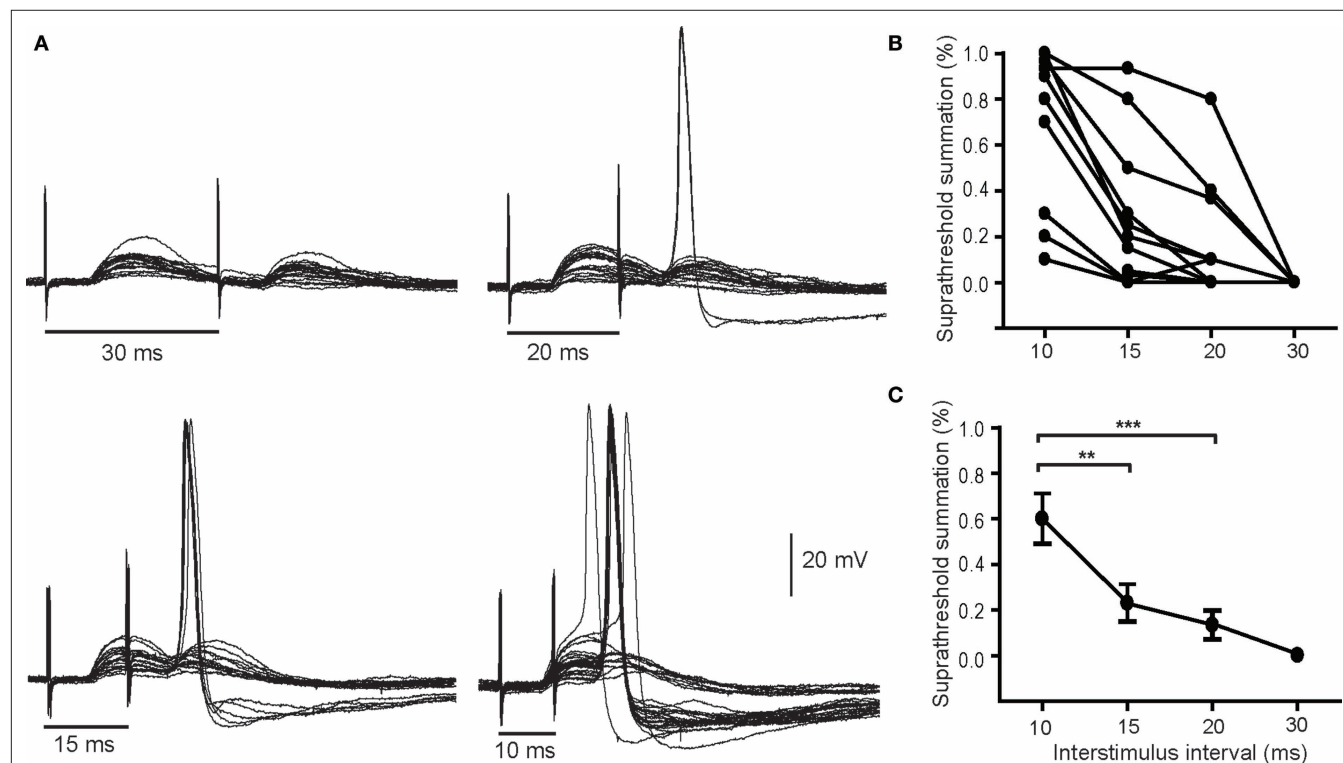 A
30 ms
20 ms
15 ms
10 ms
20 mV
B
Suprathreshold summation (%)
1.0
0.8
0.6
0.4
0.2
0.0
10 15 20 30
C
Suprathreshold summation (%)
1.0
0.8
0.6
0.4
0.2
0.0
***
**
10 15 20 30
Interstimulus interval (ms)